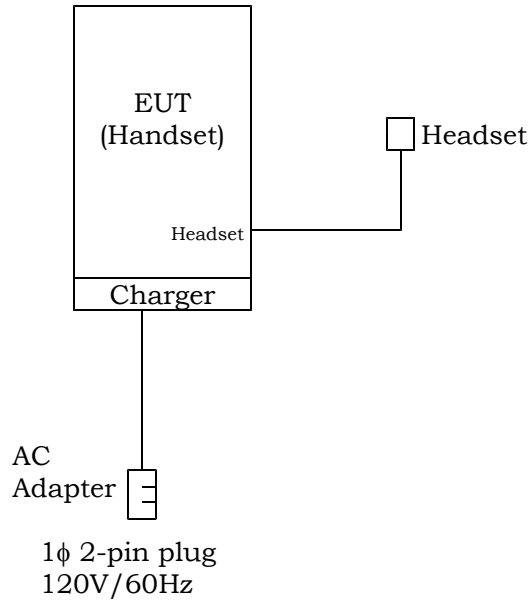 EUT
(Handset)
Headset
Headset
Charger
AC
Adapter
1ϕ 2-pin plug
120V/60Hz